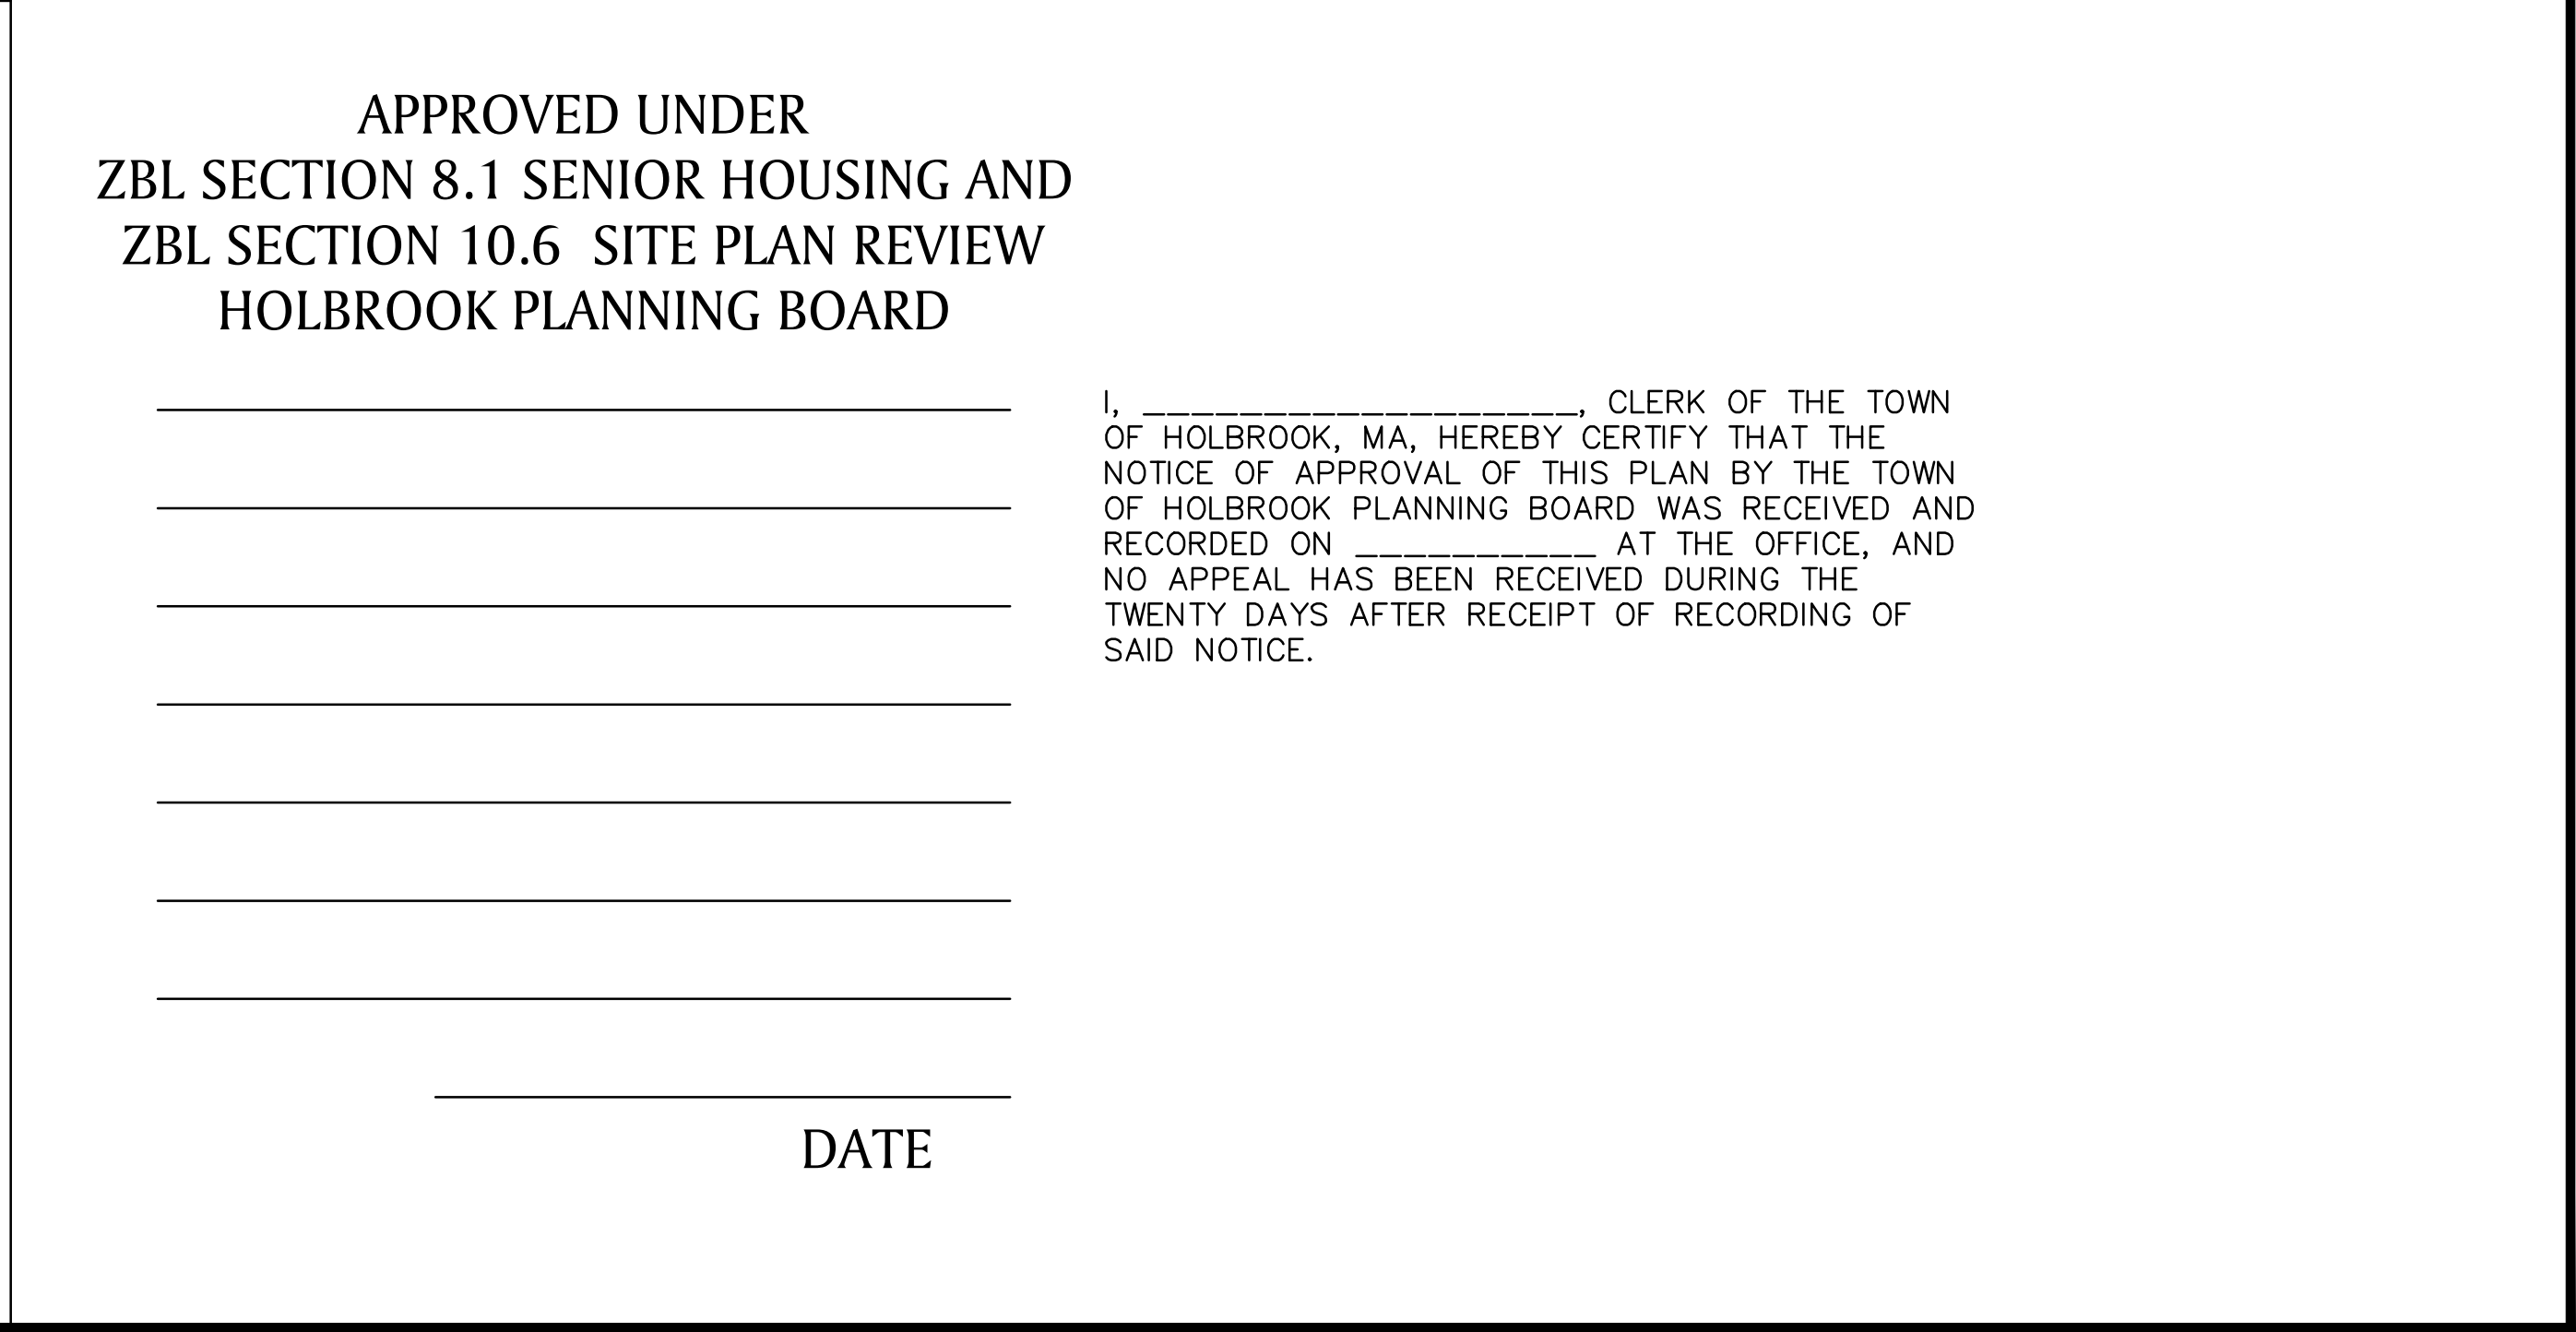 APPROVED UNDER
ZBL SECTION 8.1 SENIOR HOUSING AND
ZBL SECTION 10.6  SITE PLAN REVIEW
HOLBROOK PLANNING BOARD
DATE
I, __________________, CLERK OF THE TOWN
OF HOLBROOK, MA, HEREBY CERTIFY THAT THE
NOTICE OF APPROVAL OF THIS PLAN BY THE TOWN
OF HOLBROOK PLANNING BOARD WAS RECEIVED AND
RECORDED ON __________ AT THE OFFICE, AND
NO APPEAL HAS BEEN RECEIVED DURING THE
TWENTY DAYS AFTER RECEIPT OF RECORDING OF
SAID NOTICE.